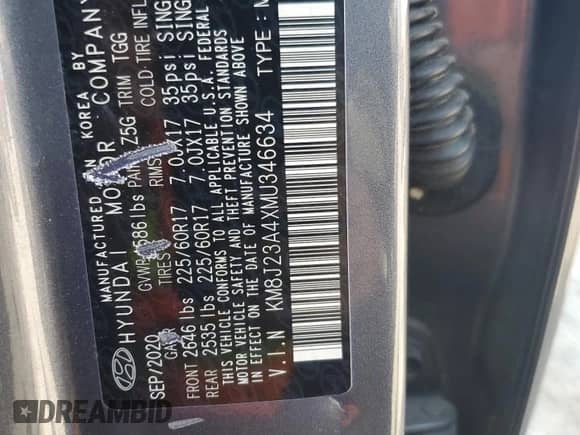 MANUFACTURED IN KOREA BY
HYUNDAI MOTOR COMPANY
GVWR 586 lbs PAINT Z5G TRIM TGG
TIRES RIMS COLD TIRE INFL
SEP/2020 GAWR
FRONT 2646 lbs 225/60R17 7.0JX17 35psi SING
REAR 2535 lbs 225/60R17 7.0JX17 35psi SING
THIS VEHICLE CONFORMS TO ALL APPLICABLE U.S.A. FEDERAL
MOTOR VEHICLE SAFETY AND THEFT PREVENTION STANDARDS
IN EFFECT ON THE DATE OF MANUFACTURE SHOWN ABOVE
V.I.N KM8J23A4XMU346634 TYPE:M
DREAMBID